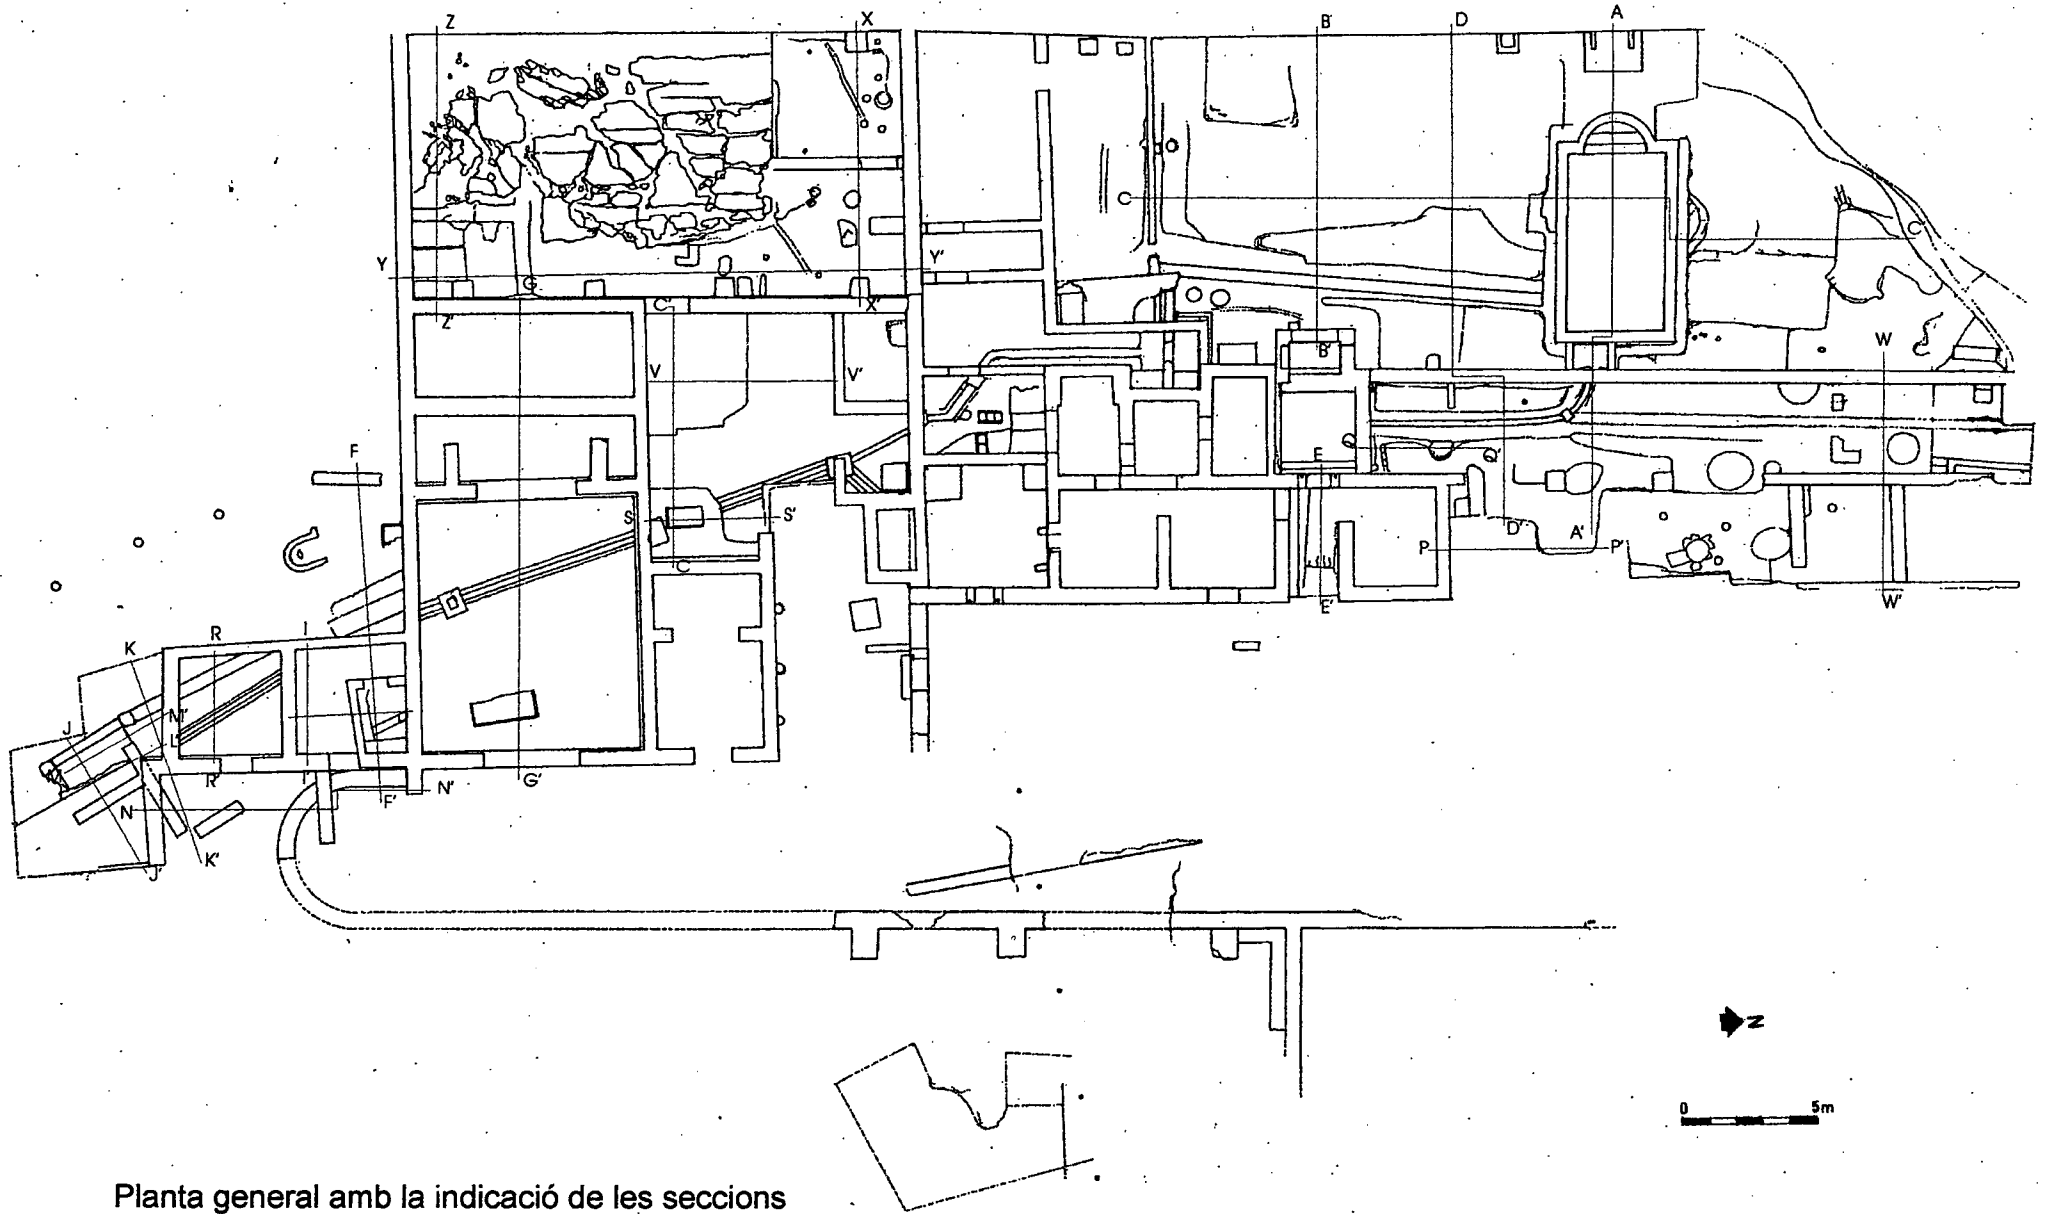 Z X B' D A
C
C'
Y Y'
G
Z' C' X'
B' W
V V'
F E Q Q'
S S'
D' A'
C P P'
E' W'
K R I
J M' L'
R' G' N'
N F'
K'
J'
N
0 5m
Planta general amb la indicació de les seccions